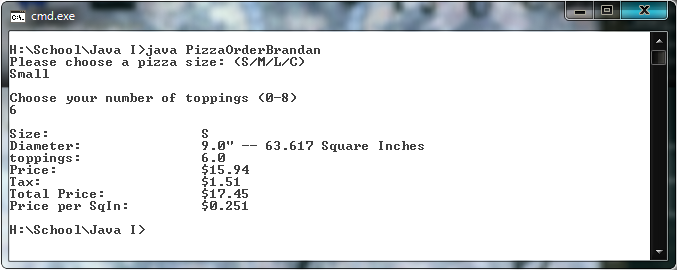 cmd.exe
H:\School\Java I>java PizzaOrderBrandan
Please choose a pizza size: (S/M/L/C)
Small
Choose your number of toppings (0-8)
6
Size: S
Diameter: 9.0" -- 63.617 Square Inches
toppings: 6.0
Price: $15.94
Tax: $1.51
Total Price: $17.45
Price per SqIn: $0.251
H:\School\Java I>